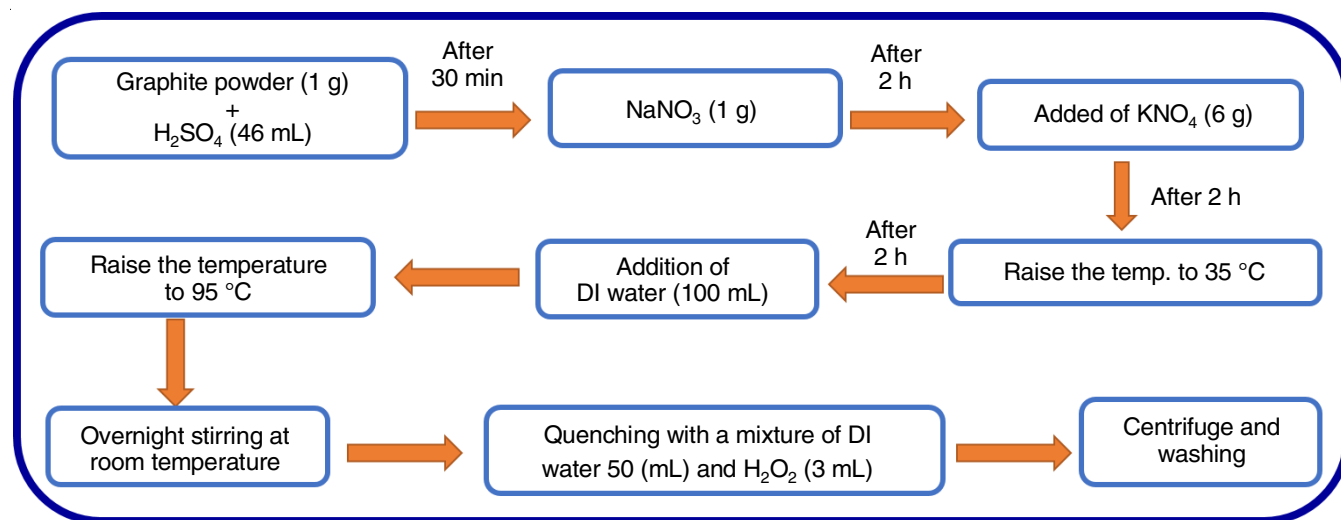 Graphite powder (1 g)
+
H₂SO₄ (46 mL)
After
30 min
NaNO₃ (1 g)
After
2 h
Added of KNO₄ (6 g)
After 2 h
Raise the temp. to 35 °C
After
2 h
Addition of
DI water (100 mL)
Raise the temperature
to 95 °C
Overnight stirring at
room temperature
Quenching with a mixture of DI
water 50 (mL) and H₂O₂ (3 mL)
Centrifuge and
washing